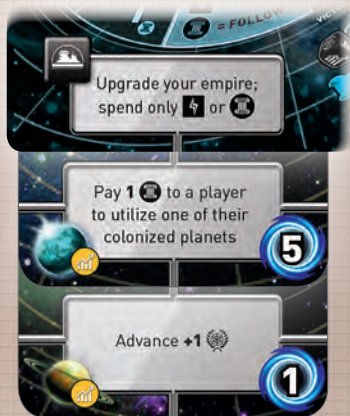 = FOLLOW
VICT
Upgrade your empire;
spend only or
Pay 1 to a player
to utilize one of their
colonized planets
5
Advance +1
1